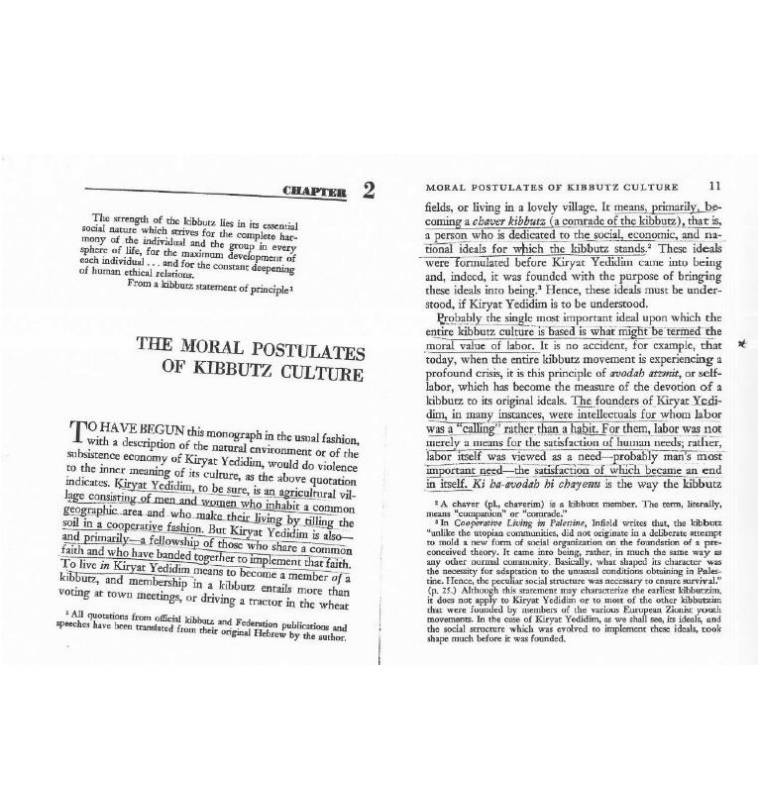 CHAPTER 2
The strength of the kibbutz lies in its essential
social nature which strives for the complete har-
mony of the individual and the group in every
sphere of life, for the maximum development of
each individual . . . and for the constant deepening
of human ethical relations.
From a kibbutz statement of principle¹
THE MORAL POSTULATES
OF KIBBUTZ CULTURE
TO HAVE BEGUN this monograph in the usual fashion,
with a description of the natural environment or of the
subsistence economy of Kiryat Yedidim, would do violence
to the inner meaning of its culture, as the above quotation
indicates. Kiryat Yedidim, to be sure, is an agricultural vil-
lage consisting of men and women who inhabit a common
geographic area and who make their living by tilling the
soil in a cooperative fashion. But Kiryat Yedidim is also—
and primarily—a fellowship of those who share a common
faith and who have banded together to implement that faith.
To live in Kiryat Yedidim means to become a member of a
kibbutz, and membership in a kibbutz entails more than
voting at town meetings, or driving a tractor in the wheat
¹ All quotations from official kibbutz and Federation publications and
speeches have been translated from their original Hebrew by the author.
MORAL POSTULATES OF KIBBUTZ CULTURE 11
fields, or living in a lovely village. It means, primarily, be-
coming a chaver kibbutz (a comrade of the kibbutz), that is,
a person who is dedicated to the social, economic, and na-
tional ideals for which the kibbutz stands.² These ideals
were formulated before Kiryat Yedidim came into being
and, indeed, it was founded with the purpose of bringing
these ideals into being.³ Hence, these ideals must be under-
stood, if Kiryat Yedidim is to be understood.
Probably the single most important ideal upon which the
entire kibbutz culture is based is what might be termed the
moral value of labor. It is no accident, for example, that
today, when the entire kibbutz movement is experiencing a
profound crisis, it is this principle of avodah atzmit, or self-
labor, which has become the measure of the devotion of a
kibbutz to its original ideals. The founders of Kiryat Yedi-
dim, in many instances, were intellectuals for whom labor
was a "calling" rather than a habit. For them, labor was not
merely a means for the satisfaction of human needs; rather,
labor itself was viewed as a need—probably man's most
important need—the satisfaction of which became an end
in itself. Ki ha-avodah hi chayenu is the way the kibbutz
² A chaver (pl., chaverim) is a kibbutz member. The term, literally,
means "companion" or "comrade."
³ In Cooperative Living in Palestine, Infield writes that, the kibbutz
"unlike the utopian communities, did not originate in a deliberate attempt
to mold a new form of social organization on the foundation of a pre-
conceived theory. It came into being, rather, in much the same way as
any other normal community. Basically, what shaped its character was
the necessity for adaptation to the unusual conditions obtaining in Pales-
tine. Hence, the peculiar social structure was necessary to ensure survival."
(p. 25.) Although this statement may characterize the earliest kibbutzim,
it does not apply to Kiryat Yedidim or to most of the other kibbutzim
that were founded by members of the various European Zionist youth
movements. In the case of Kiryat Yedidim, as we shall see, its ideals, and
the social structure which was evolved to implement these ideals, took
shape much before it was founded.